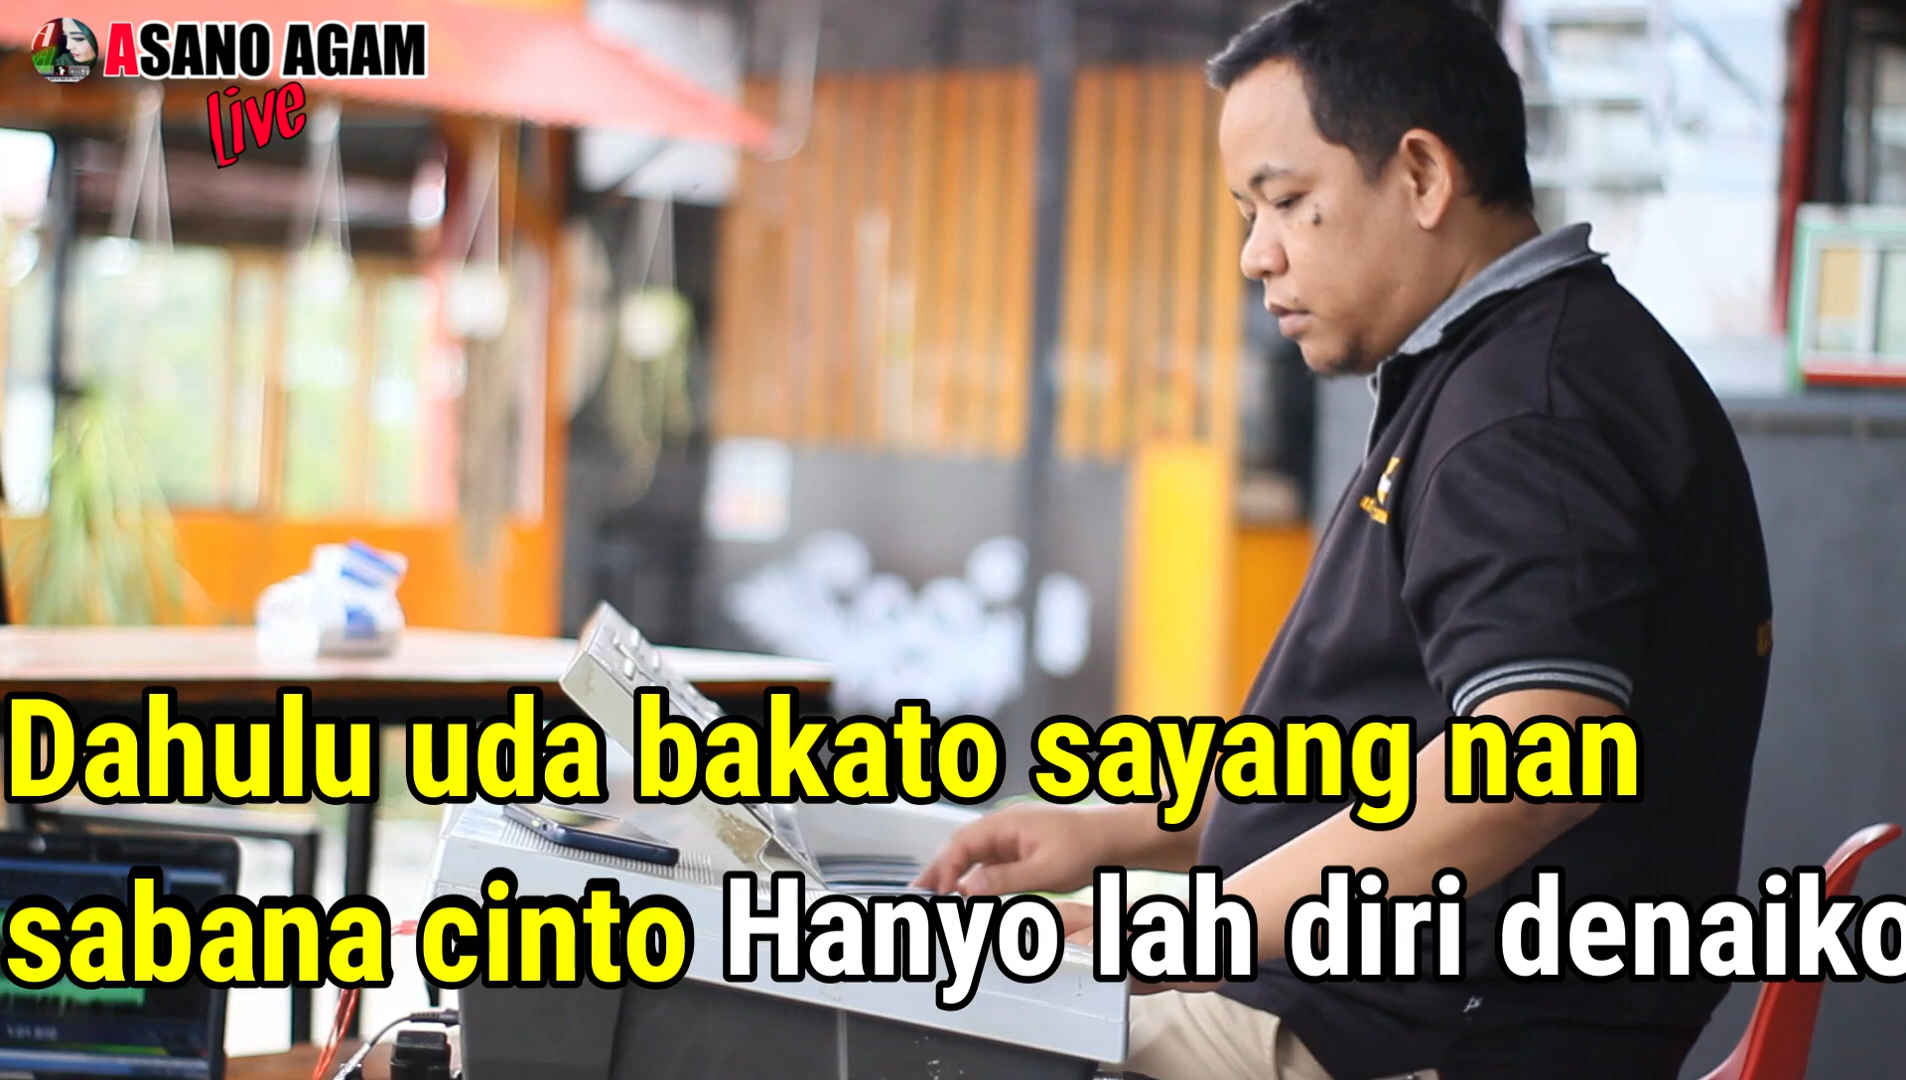 ASANO AGAM
Live
Dahulu uda bakato sayang nan
sabana cinto Hanyo lah diri denaiko